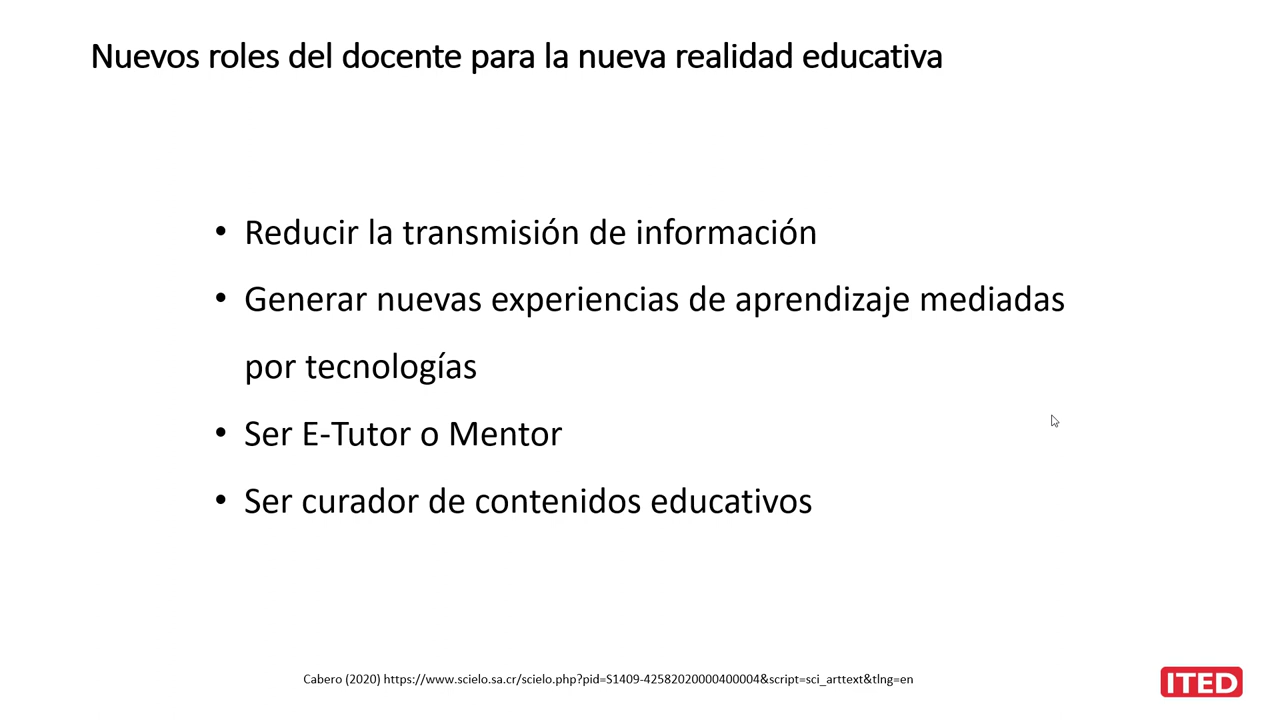 Nuevos roles del docente para la nueva realidad educativa
• Reducir la transmisión de información
• Generar nuevas experiencias de aprendizaje mediadas
por tecnologías
• Ser E-Tutor o Mentor
• Ser curador de contenidos educativos
Cabero (2020) https://www.scielo.sa.cr/scielo.php?pid=S1409-42582020000400004&script=sci_arttext&tlng=en
ITED